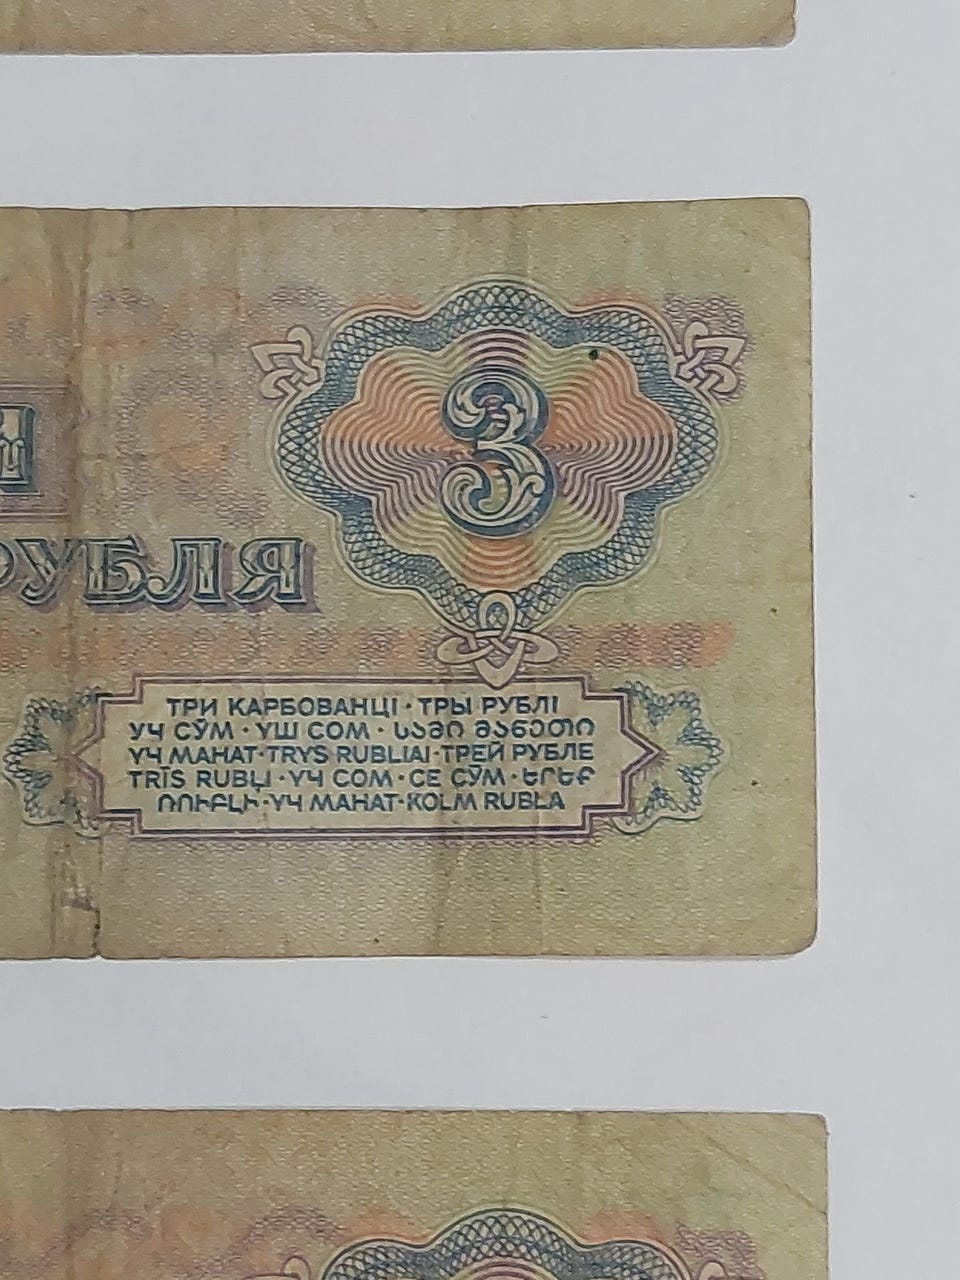 И
3
РУБЛЯ
ТРИ КАРБОВАНЦІ · ТРЫ РУБЛІ
УЧ СЎМ · ҮШ СОМ · ᲡᲐᲛᲘ ᲛᲐᲜᲔᲗᲘ
ҮЧ МАНАТ · TRYS RUBLIAI · ТРЕЙ РУБЛЕ
TRĪS RUBĻI · ҮЧ СОМ · СЕ СӮМ · ԵՐԵՔ
ՌՈՒԲԼԻ · ҮЧ МАНАТ · KOLM RUBLA